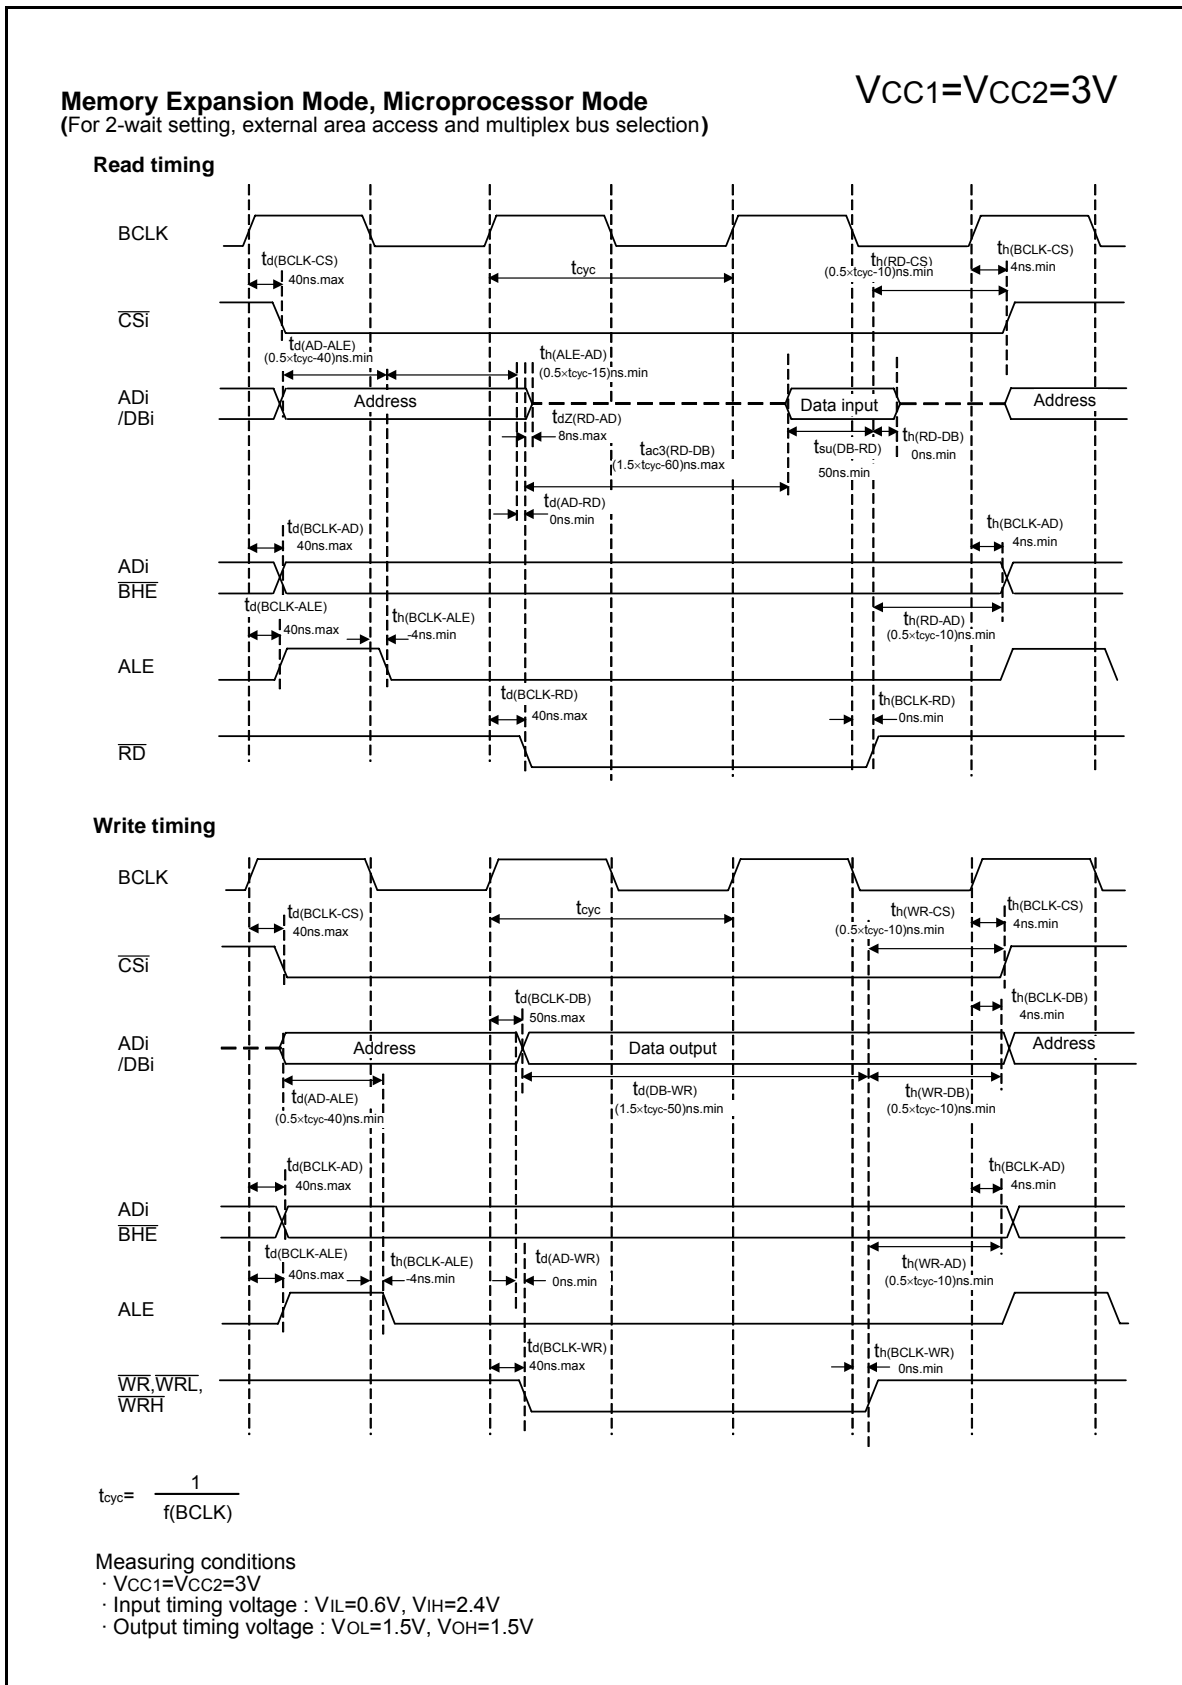 VCC1=VCC2=3V
Memory Expansion Mode, Microprocessor Mode
(For 2-wait setting, external area access and multiplex bus selection)
Read timing
BCLK
td(BCLK-CS)
40ns.max
tcyc
th(RD-CS)
(0.5×tcyc-10)ns.min
th(BCLK-CS)
4ns.min
CSi
td(AD-ALE)
(0.5×tcyc-40)ns.min
th(ALE-AD)
(0.5×tcyc-15)ns.min
ADi
/DBi
Address
Data input
Address
tdZ(RD-AD)
8ns.max
tac3(RD-DB)
(1.5×tcyc-60)ns.max
tsu(DB-RD)
50ns.min
th(RD-DB)
0ns.min
td(AD-RD)
0ns.min
td(BCLK-AD)
40ns.max
th(BCLK-AD)
4ns.min
ADi
BHE
td(BCLK-ALE)
40ns.max
th(BCLK-ALE)
-4ns.min
th(RD-AD)
(0.5×tcyc-10)ns.min
ALE
td(BCLK-RD)
40ns.max
th(BCLK-RD)
0ns.min
RD
Write timing
BCLK
td(BCLK-CS)
40ns.max
tcyc
th(WR-CS)
(0.5×tcyc-10)ns.min
th(BCLK-CS)
4ns.min
CSi
td(BCLK-DB)
50ns.max
th(BCLK-DB)
4ns.min
ADi
/DBi
Address
Data output
Address
td(AD-ALE)
(0.5×tcyc-40)ns.min
td(DB-WR)
(1.5×tcyc-50)ns.min
th(WR-DB)
(0.5×tcyc-10)ns.min
td(BCLK-AD)
40ns.max
th(BCLK-AD)
4ns.min
ADi
BHE
td(BCLK-ALE)
40ns.max
th(BCLK-ALE)
-4ns.min
td(AD-WR)
0ns.min
th(WR-AD)
(0.5×tcyc-10)ns.min
ALE
td(BCLK-WR)
40ns.max
th(BCLK-WR)
0ns.min
WR,WRL,
WRH
tcyc=
1
f(BCLK)
Measuring conditions
· VCC1=VCC2=3V
· Input timing voltage : VIL=0.6V, VIH=2.4V
· Output timing voltage : VOL=1.5V, VOH=1.5V